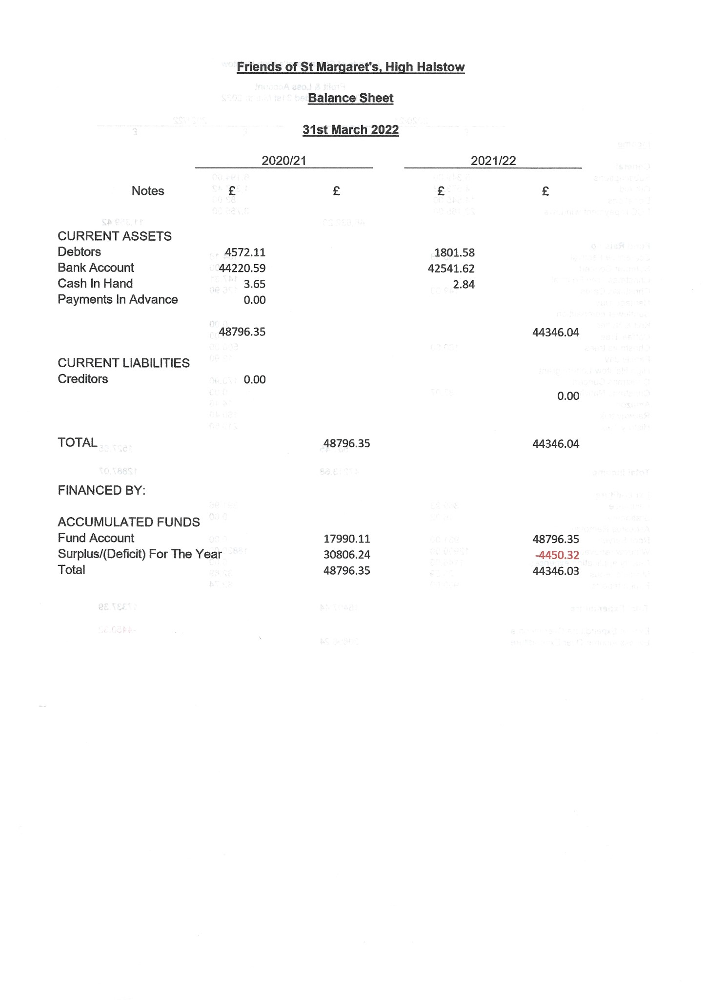 Friends of St Margaret's, High Halstow
Balance Sheet
31st March 2022
2020/21 2021/22
Notes £ £ £ £
CURRENT ASSETS
Debtors 4572.11 1801.58
Bank Account 44220.59 42541.62
Cash In Hand 3.65 2.84
Payments In Advance 0.00
48796.35 44346.04
CURRENT LIABILITIES
Creditors 0.00
0.00
TOTAL 48796.35 44346.04
FINANCED BY:
ACCUMULATED FUNDS
Fund Account 17990.11 48796.35
Surplus/(Deficit) For The Year 30806.24 -4450.32
Total 48796.35 44346.03